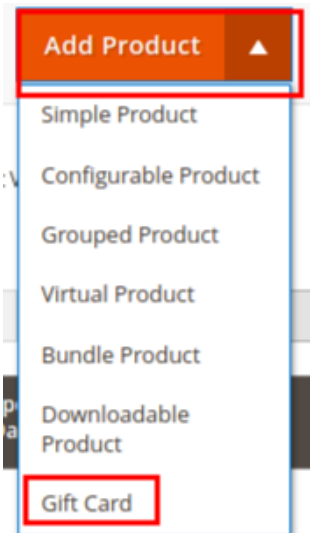 Add Product
Simple Product
Configurable Product
Grouped Product
Virtual Product
Bundle Product
Downloadable
Product
Gift Card